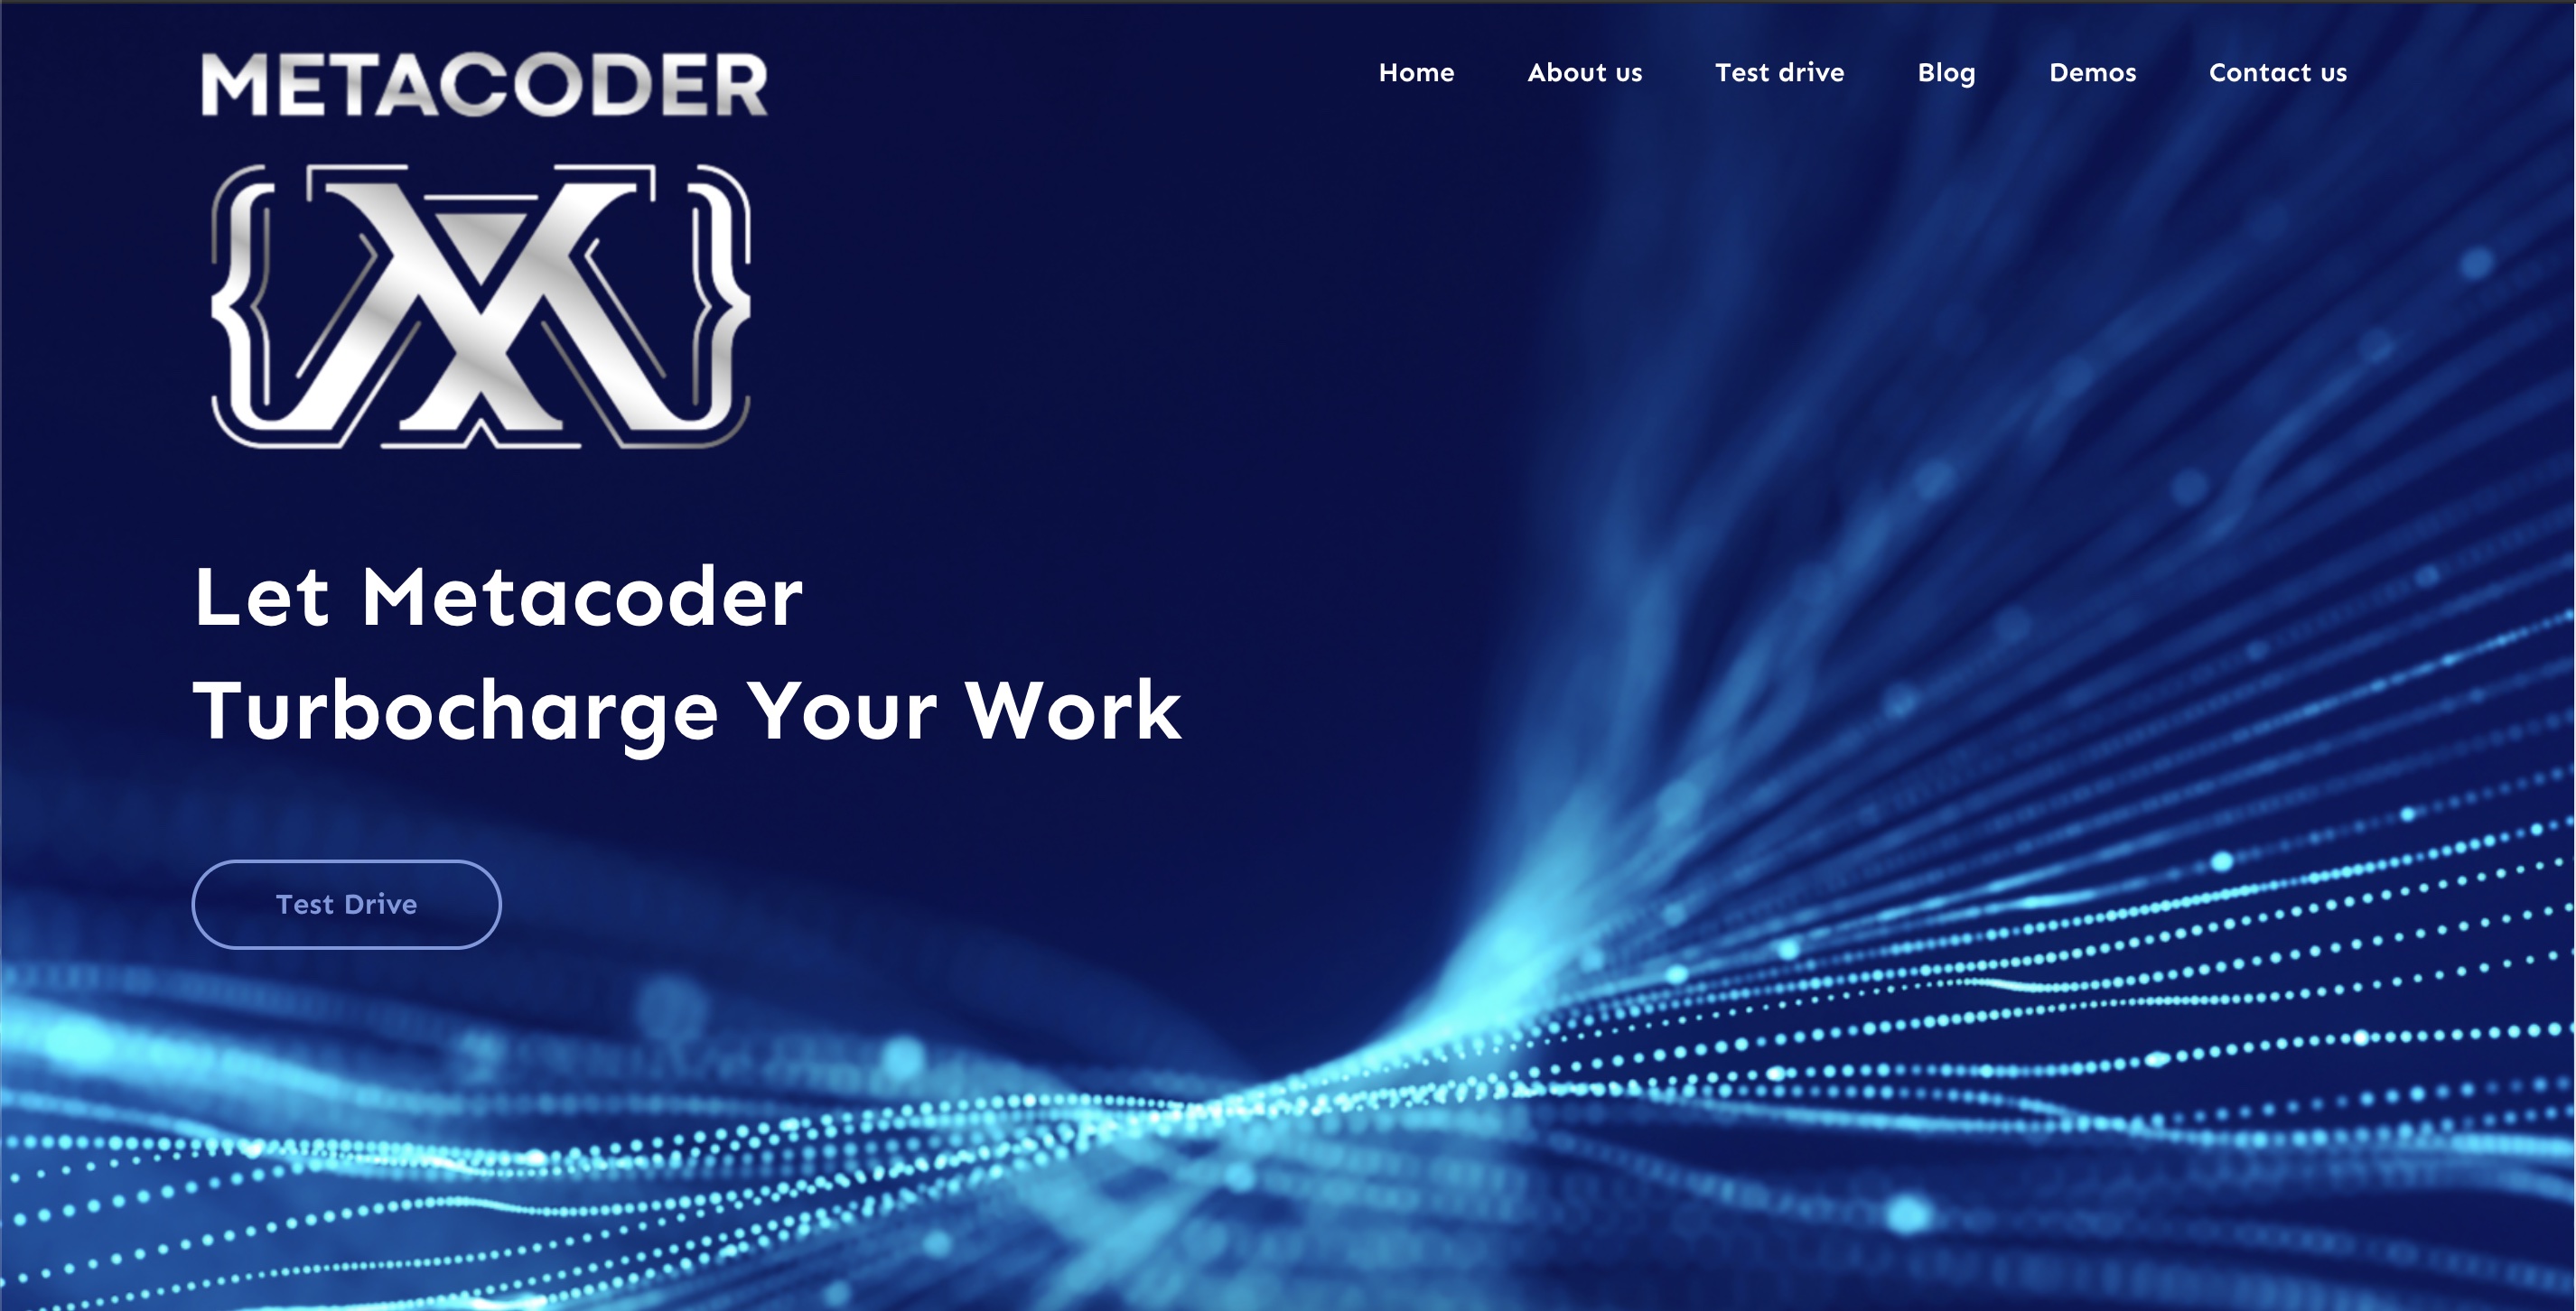 METACODER
Home About us Test drive Blog Demos Contact us
Let Metacoder
Turbocharge Your Work
Test Drive